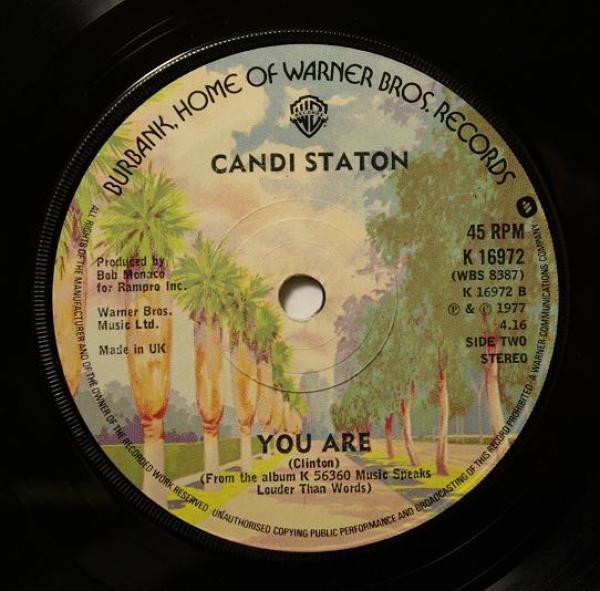 BURBANK, HOME OF WARNER BROS. RECORDS
CANDI STATON
45 RPM
K 16972
(WBS 8387)
K 16972 B
Ⓟ & © 1977
4.16
SIDE TWO
STEREO
Produced by
Bob Monaco
for Rampro Inc.
Warner Bros.
Music Ltd.
Made in UK
YOU ARE
(Clinton)
(From the album K 56360 Music Speaks
Louder Than Words)
ALL RIGHTS OF THE MANUFACTURER AND OF THE OWNER OF THE RECORDED WORK RESERVED UNAUTHORISED COPYING PUBLIC PERFORMANCE AND BROADCASTING OF THIS RECORD PROHIBITED. A WARNER COMMUNICATIONS COMPANY